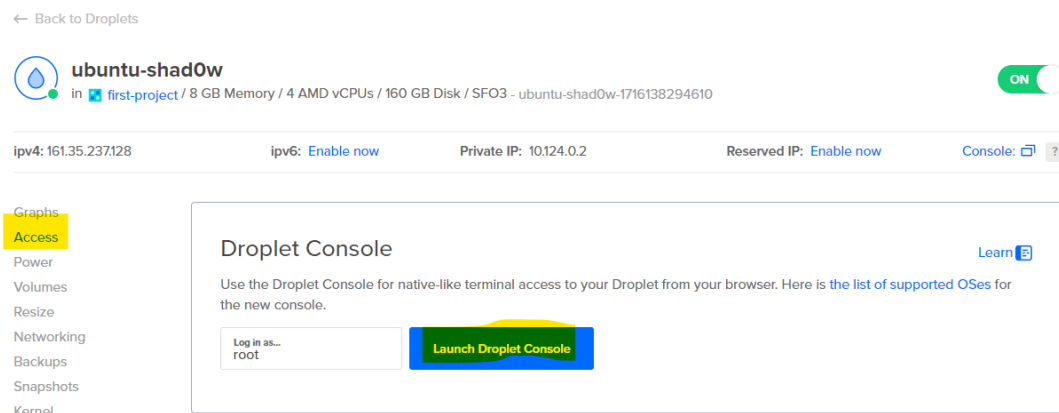 ← Back to Droplets
ubuntu-shad0w
in first-project / 8 GB Memory / 4 AMD vCPUs / 160 GB Disk / SFO3 - ubuntu-shad0w-1716138294610
ON
ipv4: 161.35.237.128 ipv6: Enable now Private IP: 10.124.0.2 Reserved IP: Enable now Console: ?
Graphs
Access
Power
Volumes
Resize
Networking
Backups
Snapshots
Kernel
Droplet Console
Learn
Use the Droplet Console for native-like terminal access to your Droplet from your browser. Here is the list of supported OSes for
the new console.
Log in as...
root
Launch Droplet Console